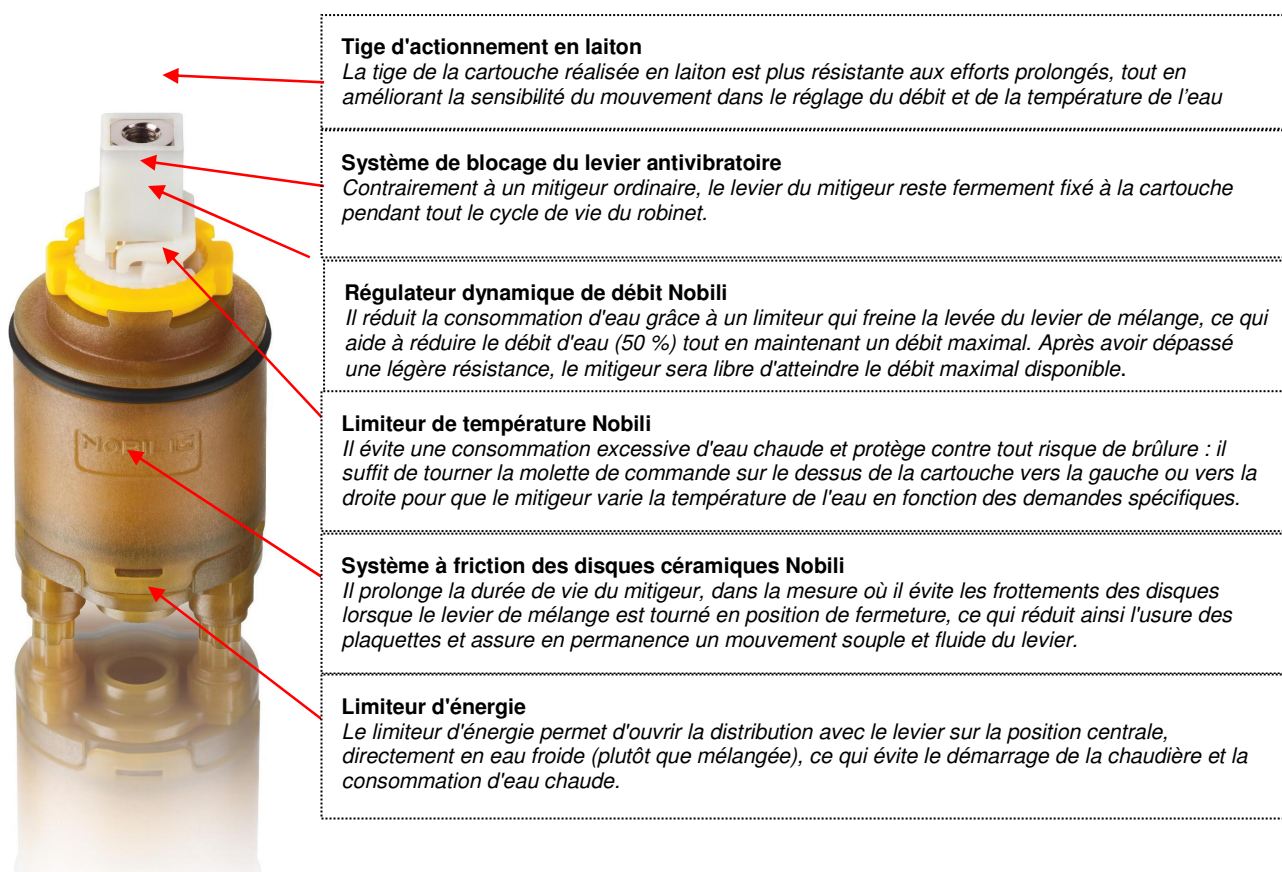 Tige d'actionnement en laiton
La tige de la cartouche réalisée en laiton est plus résistante aux efforts prolongés, tout en
améliorant la sensibilité du mouvement dans le réglage du débit et de la température de l'eau
Système de blocage du levier antivibratoire
Contrairement à un mitigeur ordinaire, le levier du mitigeur reste fermement fixé à la cartouche
pendant tout le cycle de vie du robinet.
Régulateur dynamique de débit Nobili
Il réduit la consommation d'eau grâce à un limiteur qui freine la levée du levier de mélange, ce qui
aide à réduire le débit d'eau (50 %) tout en maintenant un débit maximal. Après avoir dépassé
une légère résistance, le mitigeur sera libre d'atteindre le débit maximal disponible.
Limiteur de température Nobili
Il évite une consommation excessive d'eau chaude et protège contre tout risque de brûlure : il
suffit de tourner la molette de commande sur le dessus de la cartouche vers la gauche ou vers la
droite pour que le mitigeur varie la température de l'eau en fonction des demandes spécifiques.
NOBILI
Système à friction des disques céramiques Nobili
Il prolonge la durée de vie du mitigeur, dans la mesure où il évite les frottements des disques
lorsque le levier de mélange est tourné en position de fermeture, ce qui réduit ainsi l'usure des
plaquettes et assure en permanence un mouvement souple et fluide du levier.
Limiteur d'énergie
Le limiteur d'énergie permet d'ouvrir la distribution avec le levier sur la position centrale,
directement en eau froide (plutôt que mélangée), ce qui évite le démarrage de la chaudière et la
consommation d'eau chaude.